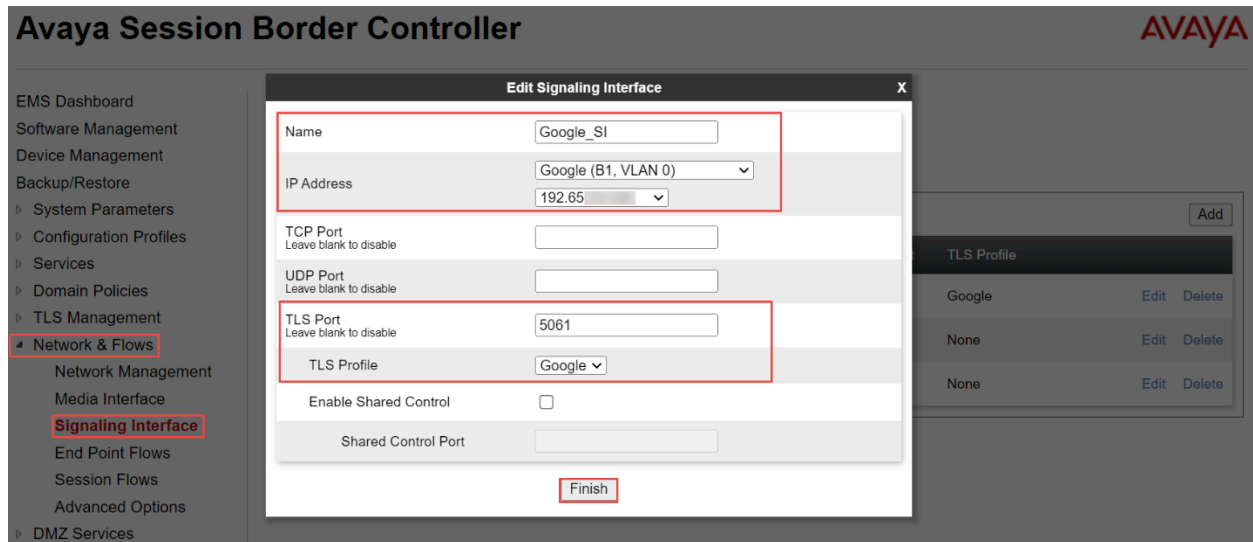 Avaya Session Border Controller
AVAYA
EMS Dashboard
Software Management
Device Management
Backup/Restore
System Parameters
Configuration Profiles
Services
Domain Policies
TLS Management
Network & Flows
Network Management
Media Interface
Signaling Interface
End Point Flows
Session Flows
Advanced Options
DMZ Services
Edit Signaling Interface X
Name Google_SI
IP Address Google (B1, VLAN 0)
192.65
TCP Port
Leave blank to disable
UDP Port
Leave blank to disable
TLS Port 5061
Leave blank to disable
TLS Profile Google
Enable Shared Control
Shared Control Port
Finish
Add
TLS Profile
Google Edit Delete
None Edit Delete
None Edit Delete